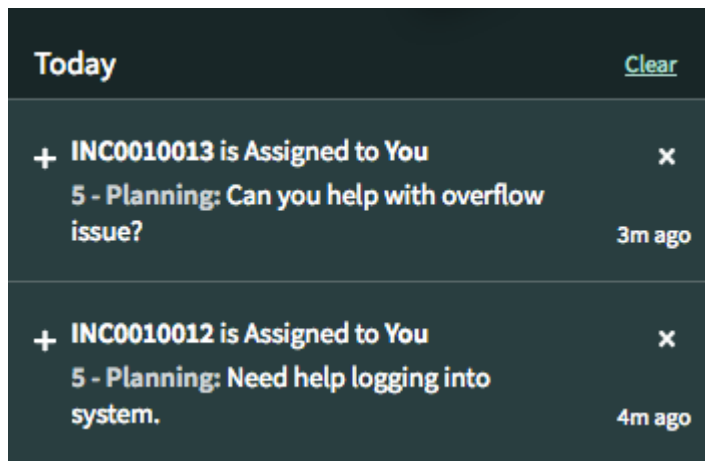 Today
Clear
INC0010013 is Assigned to You
5 - Planning: Can you help with overflow
issue?
3m ago
INC0010012 is Assigned to You
5 - Planning: Need help logging into
system.
4m ago